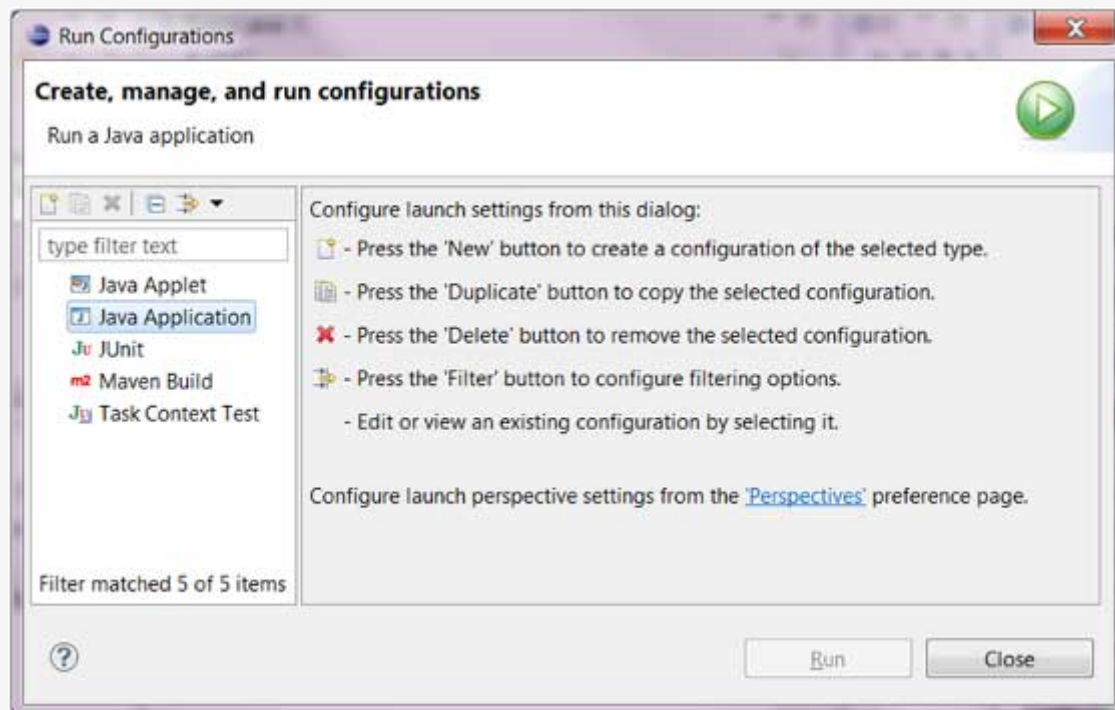 Run Configurations
Create, manage, and run configurations
Run a Java application
type filter text
Java Applet
Java Application
Ju JUnit
m2 Maven Build
Ju Task Context Test
Filter matched 5 of 5 items
Configure launch settings from this dialog:
- Press the 'New' button to create a configuration of the selected type.
- Press the 'Duplicate' button to copy the selected configuration.
- Press the 'Delete' button to remove the selected configuration.
- Press the 'Filter' button to configure filtering options.
- Edit or view an existing configuration by selecting it.
Configure launch perspective settings from the 'Perspectives' preference page.
?
Run
Close